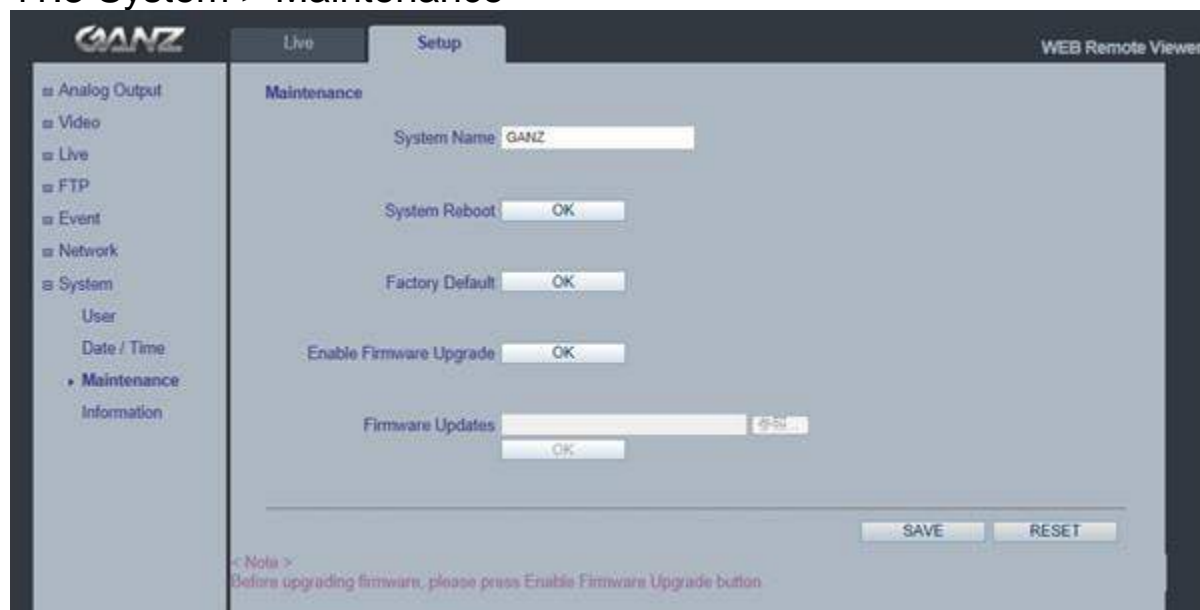 The System > Maintenance
GANZ
Live
Setup
WEB Remote Viewer
Analog Output
Video
Live
FTP
Event
Network
System
User
Date / Time
Maintenance
Information
Maintenance
System Name GANZ
System Reboot OK
Factory Default OK
Enable Firmware Upgrade OK
Firmware Updates
OK
SAVE RESET
< Note >
Before upgrading firmware, please press Enable Firmware Upgrade button